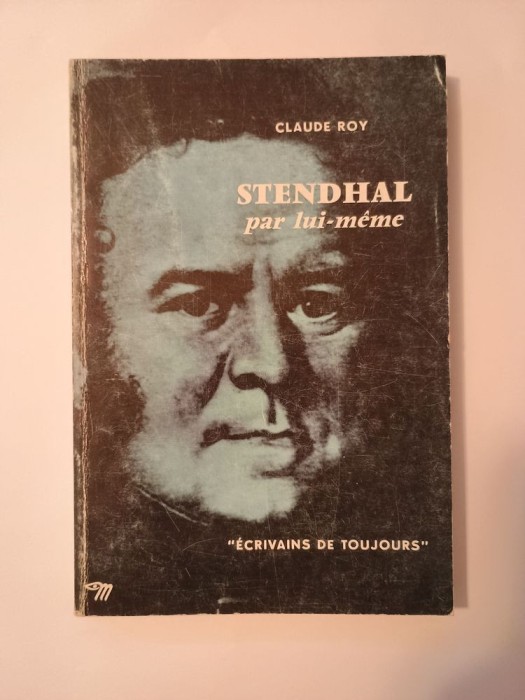 CLAUDE ROY
STENDHAL
par lui-même
"ÉCRIVAINS DE TOUJOURS"
m